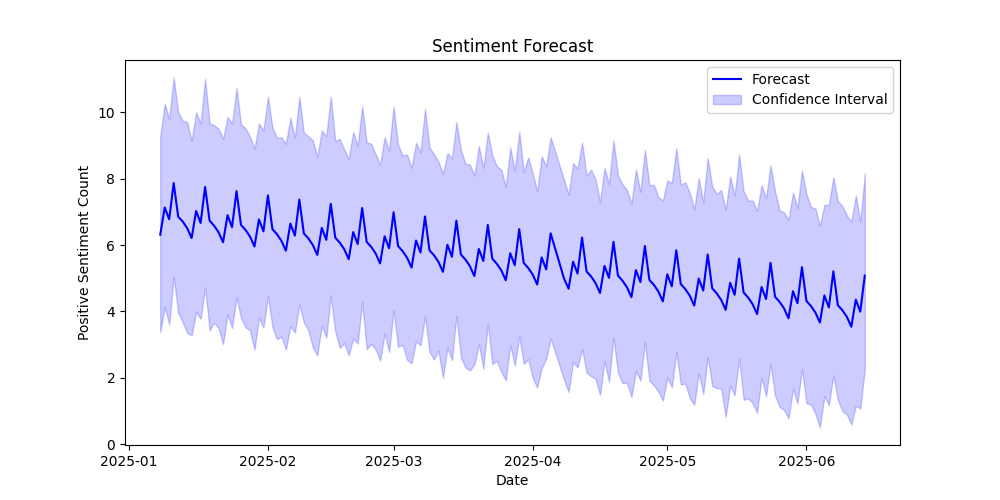 Sentiment Forecast
Forecast
Confidence Interval
Positive Sentiment Count
10
8
6
4
2
0
2025-01
2025-02
2025-03
2025-04
2025-05
2025-06
Date